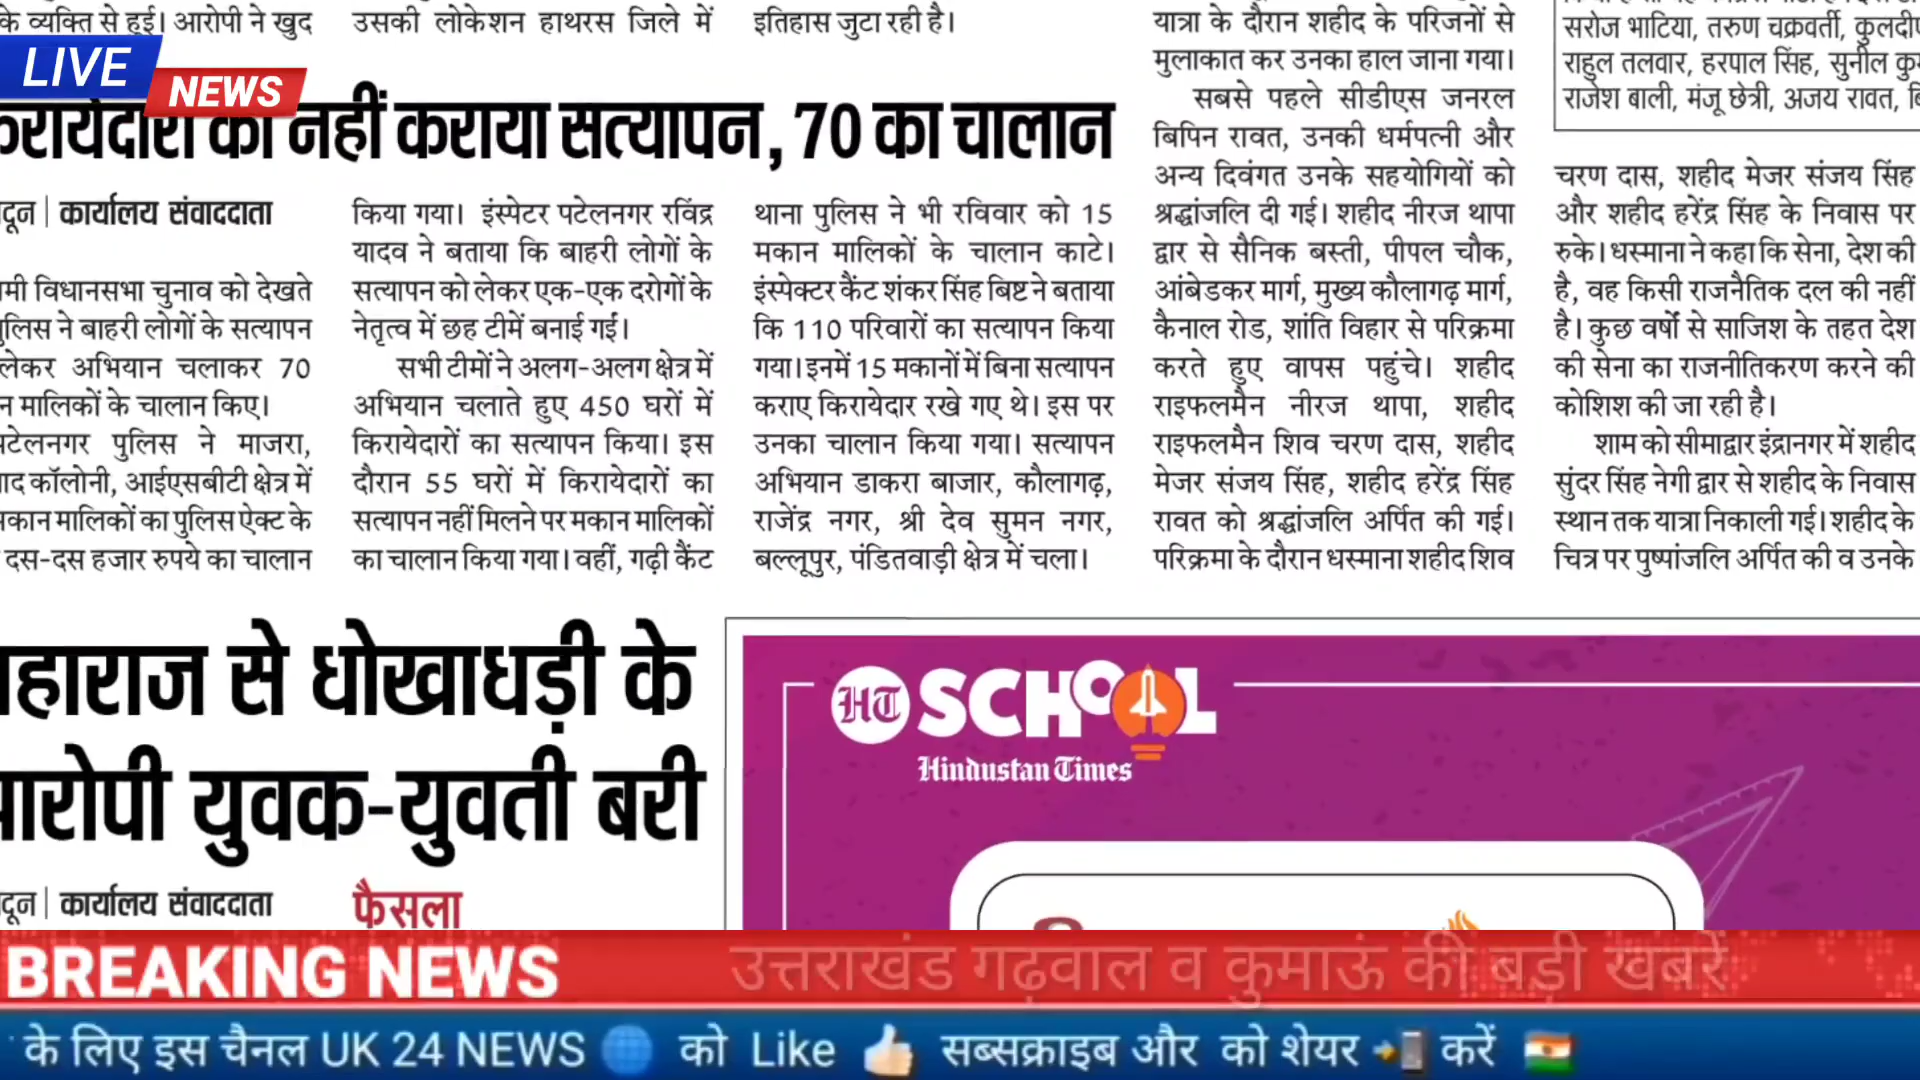 के व्यक्ति से हुई। आरोपी ने खुद
उसकी लोकेशन हाथरस जिले में
इतिहास जुटा रही है।
LIVE
NEWS
नहीं कराया सत्यापन, 70 का चालान
कार्यालय संवाददाता
विधानसभा चुनाव को देखते
ने बाहरी लोगों के सत्यापन
अभियान चलाकर 70
मालिकों के चालान किए।
पुलिस ने माजरा,
कॉलोनी, आईएसबीटी क्षेत्र में
मकान मालिकों का पुलिस ऐक्ट के
दस-दस हजार रुपये का चालान
किया गया। इंस्पेटर पटेलनगर रविंद्र
यादव ने बताया कि बाहरी लोगों के
सत्यापन को लेकर एक-एक दरोगों के
नेतृत्व में छह टीमें बनाई गईं।
सभी टीमों ने अलग-अलग क्षेत्र में
अभियान चलाते हुए 450 घरों में
किरायेदारों का सत्यापन किया। इस
दौरान 55 घरों में किरायेदारों का
सत्यापन नहीं मिलने पर मकान मालिकों
का चालान किया गया। वहीं, गढ़ी कैंट
थाना पुलिस ने भी रविवार को 15
मकान मालिकों के चालान काटे।
इंस्पेक्टर कैंट शंकर सिंह बिष्ट ने बताया
कि 110 परिवारों का सत्यापन किया
गया। इनमें 15 मकानों में बिना सत्यापन
कराए किरायेदार रखे गए थे। इस पर
उनका चालान किया गया। सत्यापन
अभियान डाकरा बाजार, कौलागढ़,
राजेंद्र नगर, श्री देव सुमन नगर,
बल्लूपुर, पंडितवाड़ी क्षेत्र में चला।
यात्रा के दौरान शहीद के परिजनों से
मुलाकात कर उनका हाल जाना गया।
सबसे पहले सीडीएस जनरल
बिपिन रावत, उनकी धर्मपत्नी और
अन्य दिवंगत उनके सहयोगियों को
श्रद्धांजलि दी गई। शहीद नीरज थापा
द्वार से सैनिक बस्ती, पीपल चौक,
आंबेडकर मार्ग, मुख्य कौलागढ़ मार्ग,
कैनाल रोड, शांति विहार से परिक्रमा
करते हुए वापस पहुंचे। शहीद
राइफलमैन नीरज थापा, शहीद
राइफलमैन शिव चरण दास, शहीद
मेजर संजय सिंह, शहीद हरेंद्र सिंह
रावत को श्रद्धांजलि अर्पित की गई।
परिक्रमा के दौरान धस्माना शहीद शिव
सरोज भाटिया, तरुण चक्रवर्ती,
राहुल तलवार, हरपाल सिंह, सुनील
राजेश बाली, मंजू छेत्री, अजय रावत,
चरण दास, शहीद मेजर संजय सिंह
और शहीद हरेंद्र सिंह के निवास पर
रुके। धस्माना ने कहा कि सेना, देश की
है, वह किसी राजनैतिक दल की नहीं
है। कुछ वर्षों से साजिश के तहत देश
की सेना का राजनीतिकरण करने की
कोशिश की जा रही है।
शाम को सीमाद्वार इंद्रानगर में शहीद
सुंदर सिंह नेगी द्वार से शहीद के निवास
स्थान तक यात्रा निकाली गई। शहीद के
चित्र पर पुष्पांजलि अर्पित की व उनके
से धोखाधड़ी के
युवक-युवती बरी
कार्यालय संवाददाता
फैसला
HT SCHOOL
Hindustan Times
BREAKING NEWS
उत्तराखंड गढ़वाल व कुमाऊं की बड़ी खबरें
के लिए इस चैनल UK 24 NEWS 🌐 को Like 👍🏻 सब्सक्राइब और को शेयर 📲 करें 🇮🇳